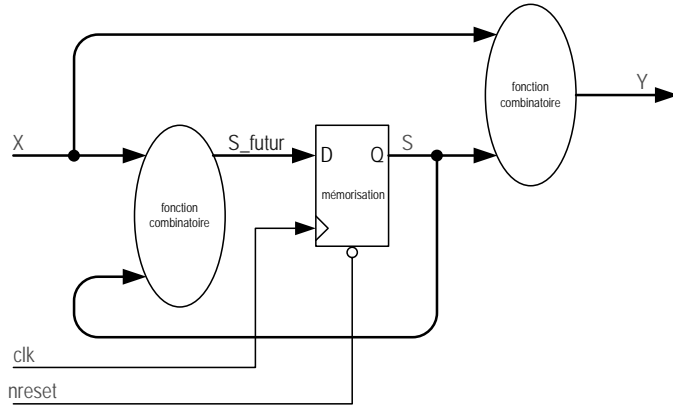 fonction
combinatoire
Y
X
S_futur
D
Q
S
mémorisation
fonction
combinatoire
clk
nreset